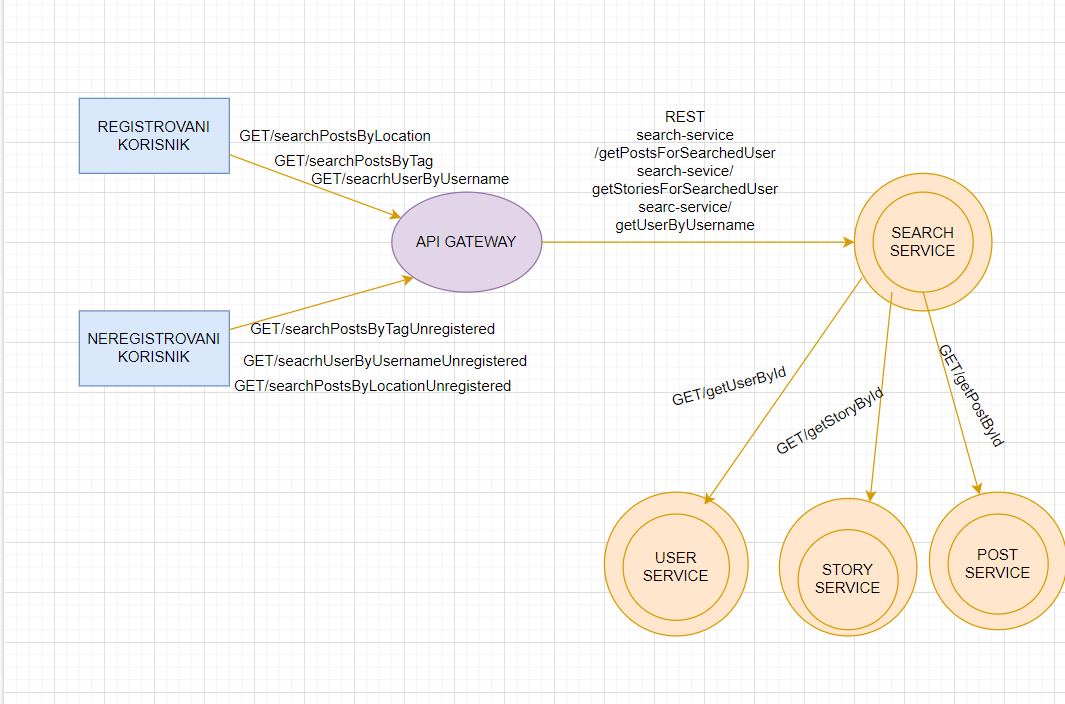 REGISTROVANI
KORISNIK
GET/searchPostsByLocation
GET/searchPostsByTag
GET/seacrhUserByUsername
API GATEWAY
REST
search-service
/getPostsForSearchedUser
search-sevice/
getStoriesForSearchedUser
searc-service/
getUserByUsername
SEARCH
SERVICE
NEREGISTROVANI
KORISNIK
GET/searchPostsByTagUnregistered
GET/seacrhUserByUsernameUnregistered
GET/searchPostsByLocationUnregistered
GET/getUserById
GET/getStoryById
GET/getPostById
USER
SERVICE
STORY
SERVICE
POST
SERVICE